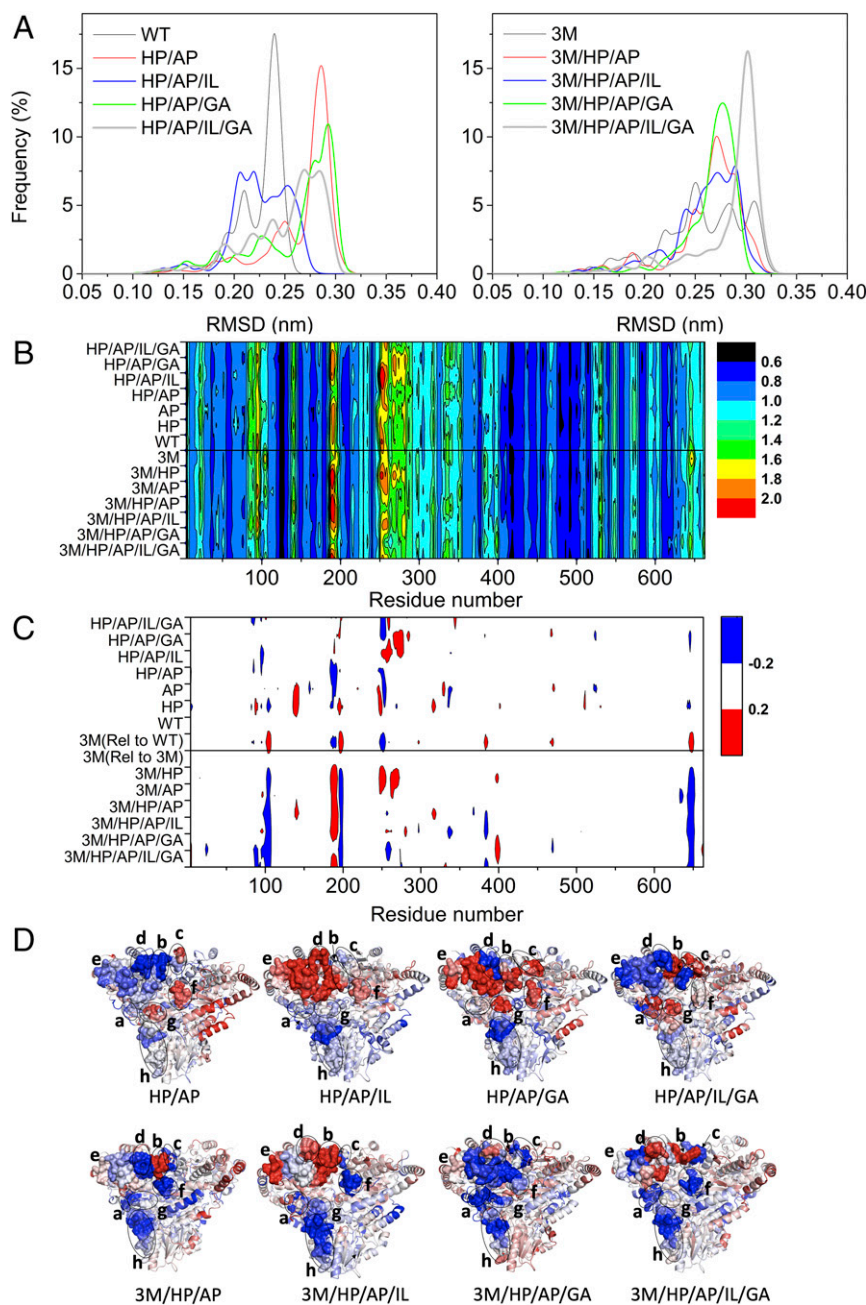 A
WT
HP/AP
HP/AP/IL
HP/AP/GA
HP/AP/IL/GA
3M
3M/HP/AP
3M/HP/AP/IL
3M/HP/AP/GA
3M/HP/AP/IL/GA
Frequency (%)
15
10
5
0
15
10
5
0
0.05 0.10 0.15 0.20 0.25 0.30 0.35 0.40
0.05 0.10 0.15 0.20 0.25 0.30 0.35 0.40
RMSD (nm)
RMSD (nm)
B
HP/AP/IL/GA
HP/AP/GA
HP/AP/IL
HP/AP
AP
HP
WT
3M
3M/HP
3M/AP
3M/HP/AP
3M/HP/AP/IL
3M/HP/AP/GA
3M/HP/AP/IL/GA
0.6
0.8
1.0
1.2
1.4
1.6
1.8
2.0
100 200 300 400 500 600
Residue number
C
HP/AP/IL/GA
HP/AP/GA
HP/AP/IL
HP/AP
AP
HP
WT
3M(Rel to WT)
3M(Rel to 3M)
3M/HP
3M/AP
3M/HP/AP
3M/HP/AP/IL
3M/HP/AP/GA
3M/HP/AP/IL/GA
-0.2
0.2
100 200 300 400 500 600
Residue number
D
d b c
e
f
a g
h
HP/AP
d b c
e
f
a g
h
HP/AP/IL
d b c
e
f
a g
h
HP/AP/GA
d b c
e
f
a g
h
HP/AP/IL/GA
d b c
e
f
a g
h
3M/HP/AP
d b c
e
f
a g
h
3M/HP/AP/IL
d b c
e
f
a g
h
3M/HP/AP/GA
d b c
e
f
a g
h
3M/HP/AP/IL/GA